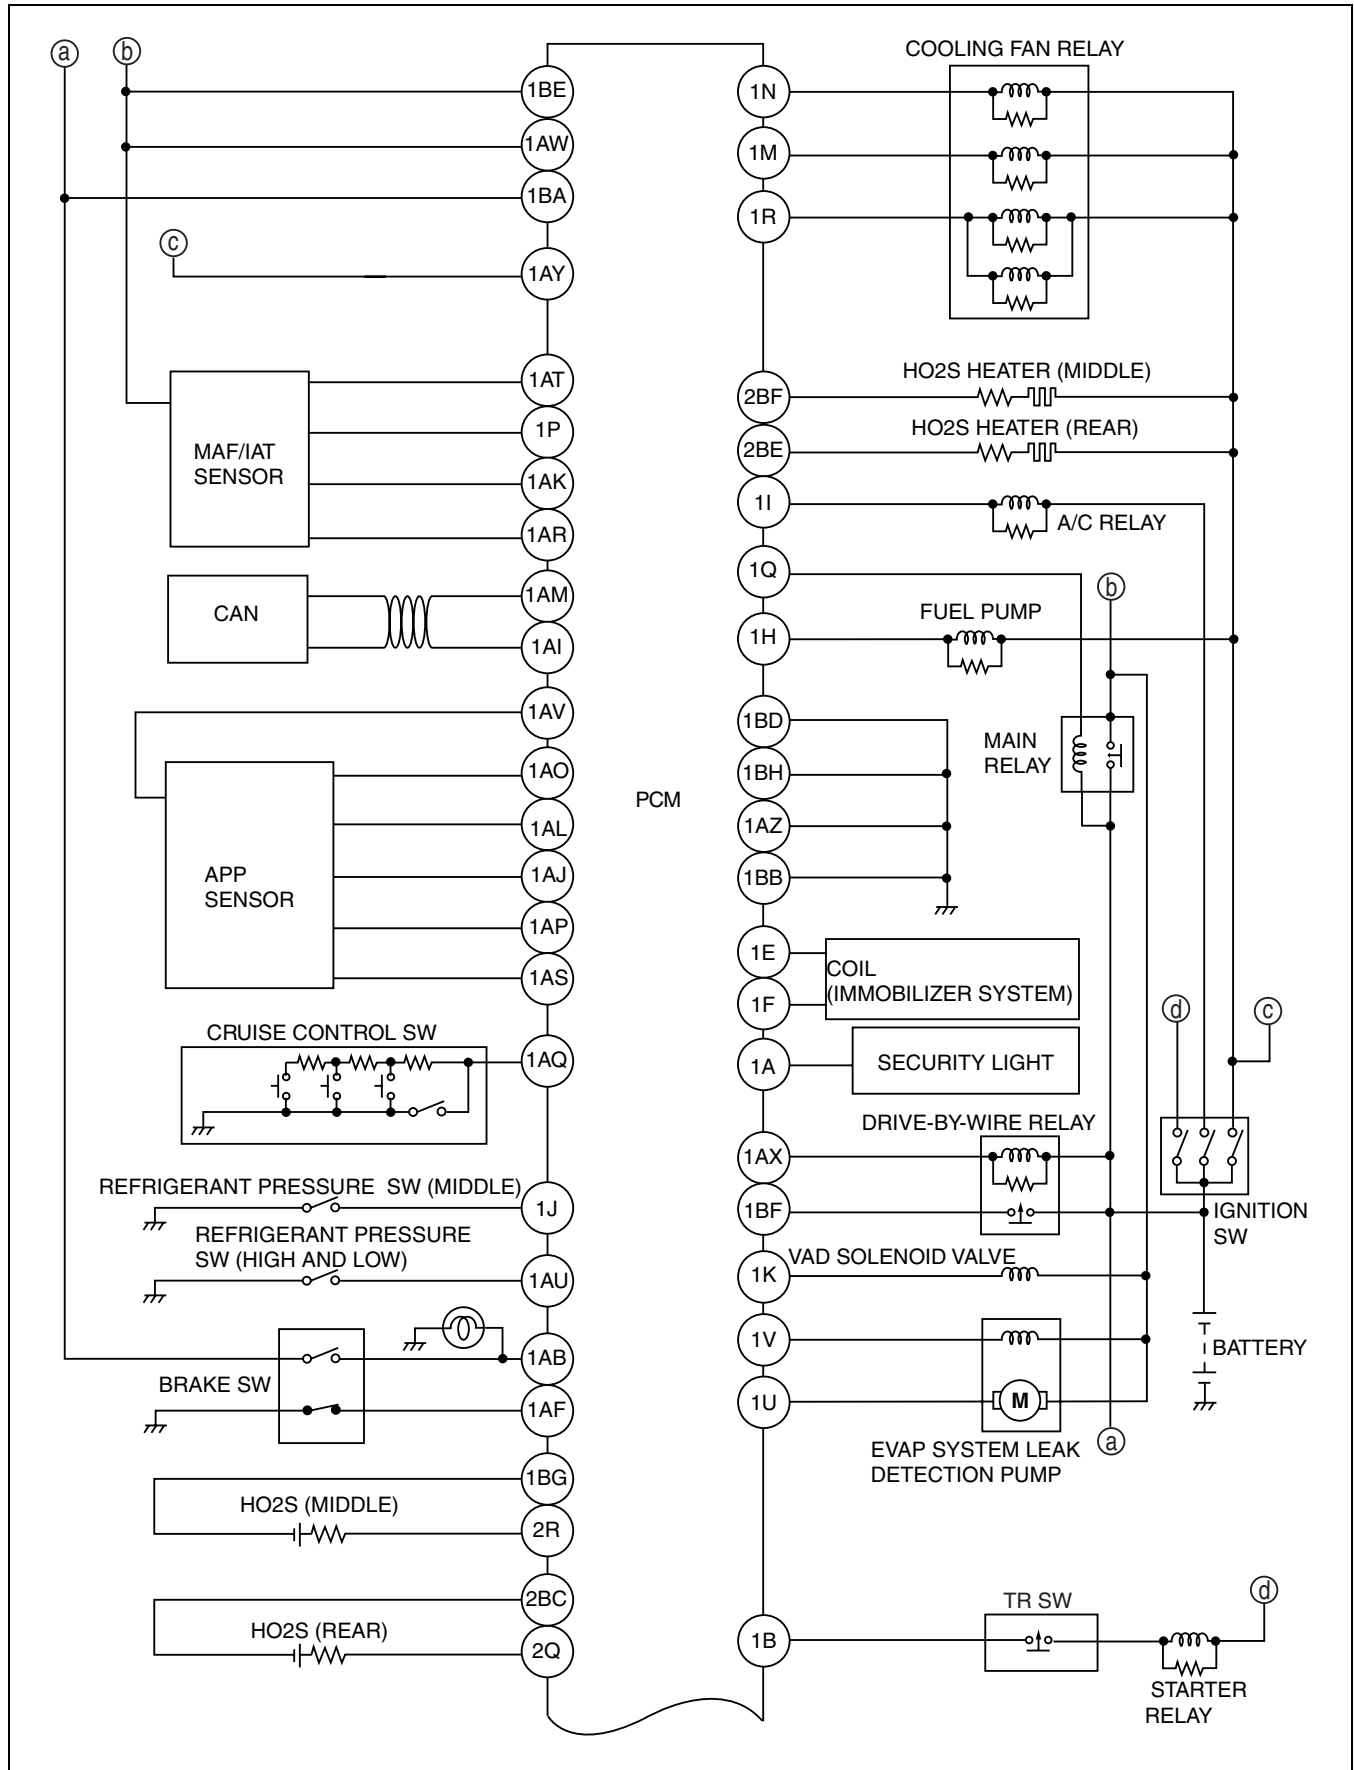 a
b
1BE
1AW
1BA
c
1AY
1AT
1P
MAF/IAT
SENSOR
1AK
1AR
CAN
1AM
1AI
1AV
1AO
1AL
APP
SENSOR
1AJ
1AP
1AS
CRUISE CONTROL SW
1AQ
REFRIGERANT PRESSURE SW (MIDDLE)
1J
REFRIGERANT PRESSURE
SW (HIGH AND LOW)
1AU
1AB
BRAKE SW
1AF
1BG
HO2S (MIDDLE)
2R
2BC
HO2S (REAR)
2Q
PCM
COOLING FAN RELAY
1N
1M
1R
HO2S HEATER (MIDDLE)
2BF
HO2S HEATER (REAR)
2BE
1I
A/C RELAY
1Q
b
FUEL PUMP
1H
1BD
MAIN
RELAY
1BH
1AZ
1BB
1E
COIL
(IMMOBILIZER SYSTEM)
1F
d
c
1A
SECURITY LIGHT
DRIVE-BY-WIRE RELAY
1AX
1BF
IGNITION
SW
VAD SOLENOID VALVE
1K
1V
BATTERY
1U
M
EVAP SYSTEM LEAK
DETECTION PUMP
a
d
TR SW
1B
STARTER
RELAY